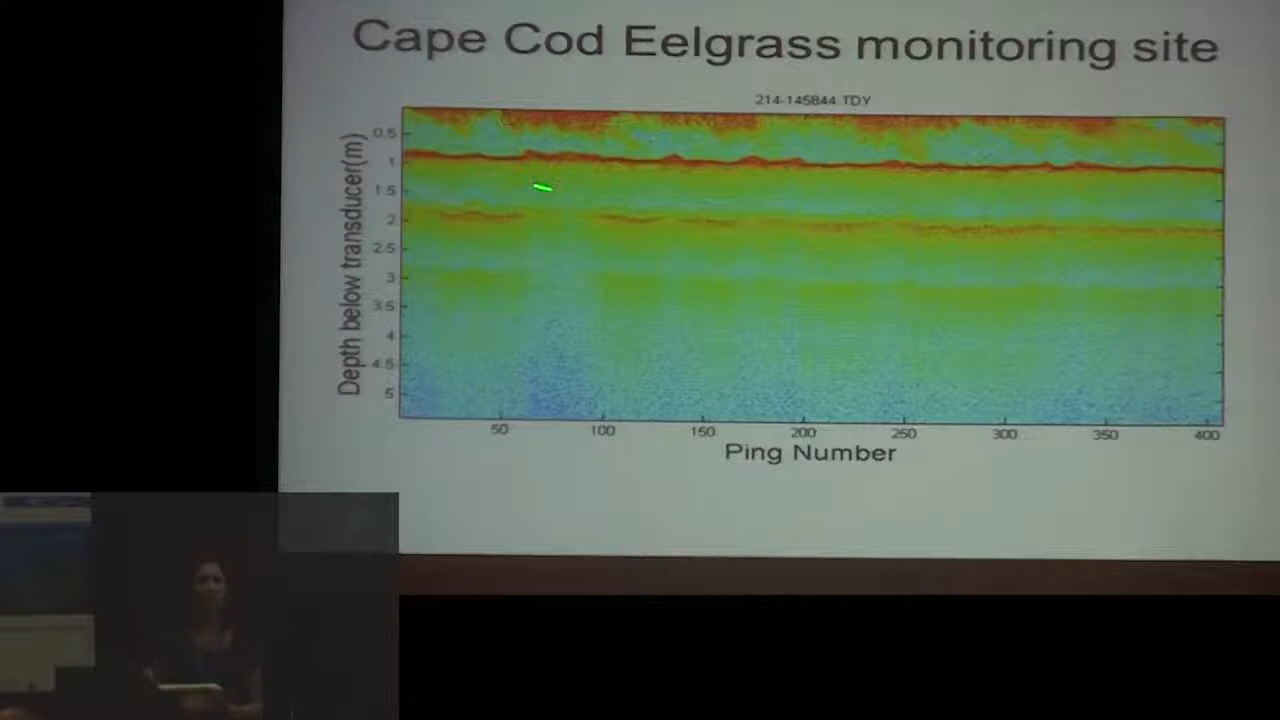 Cape Cod Eelgrass monitoring site
214-145844 TDY
Depth below transducer(m)
0.5
1
1.5
2
2.5
3
3.5
4
4.5
5
50 100 150 200 250 300 350 400
Ping Number